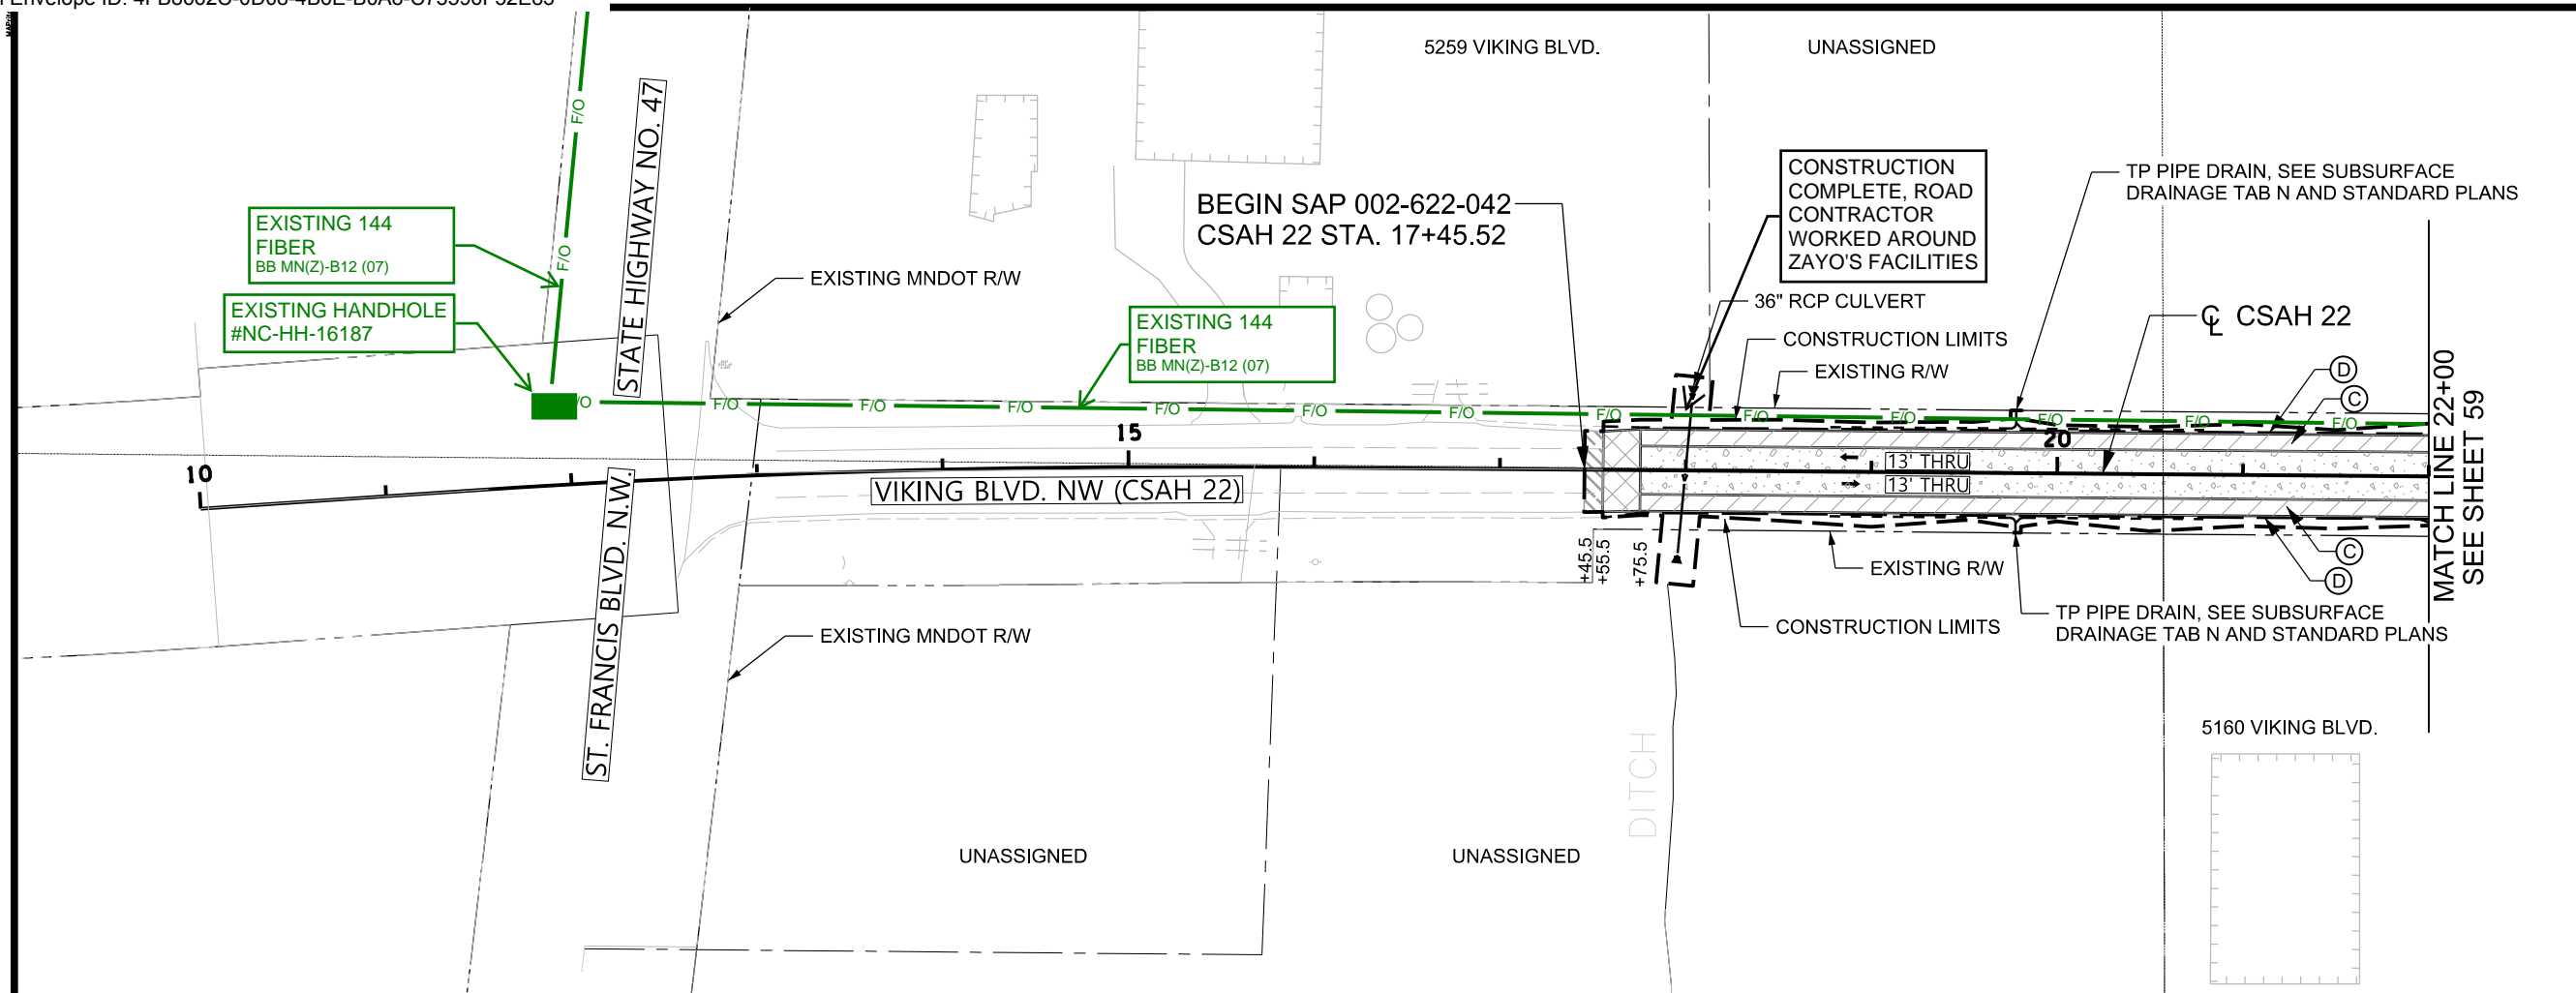 5259 VIKING BLVD.
UNASSIGNED
F/O
STATE HIGHWAY NO. 47
CONSTRUCTION
COMPLETE, ROAD
CONTRACTOR
WORKED AROUND
ZAYO'S FACILITIES
TP PIPE DRAIN, SEE SUBSURFACE
DRAINAGE TAB N AND STANDARD PLANS
BEGIN SAP 002-622-042
CSAH 22 STA. 17+45.52
EXISTING 144
FIBER
BB MN(Z)-B12 (07)
F/O
EXISTING MNDOT R/W
EXISTING HANDHOLE
#NC-HH-16187
36" RCP CULVERT
EXISTING 144
FIBER
BB MN(Z)-B12 (07)
CONSTRUCTION LIMITS
EXISTING R/W
℄ CSAH 22
D
C
MATCH LINE 22+00
SEE SHEET 59
F/O F/O F/O F/O F/O F/O F/O F/O F/O F/O F/O F/O
10
15
20
13' THRU
13' THRU
VIKING BLVD. NW (CSAH 22)
ST. FRANCIS BLVD. N.W.
+45.5
+55.5
+75.5
C
D
EXISTING R/W
CONSTRUCTION LIMITS
TP PIPE DRAIN, SEE SUBSURFACE
DRAINAGE TAB N AND STANDARD PLANS
EXISTING MNDOT R/W
5160 VIKING BLVD.
DITCH
UNASSIGNED
UNASSIGNED